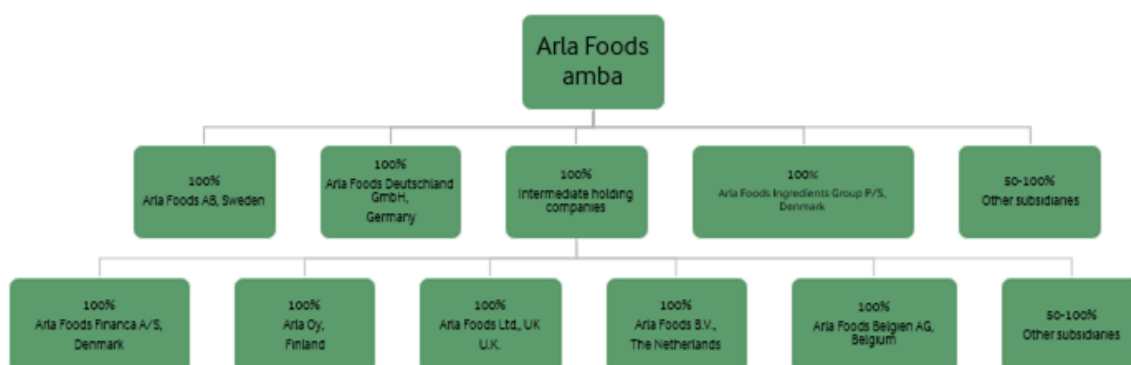 Arla Foods
amba
100%
Arla Foods AB, Sweden
100%
Arla Foods Deutschland
GmbH,
Germany
100%
Intermediate holding
companies
100%
Arla Foods Ingredients Group P/S,
Denmark
50-100%
Other subsidiaries
100%
Arla Foods Financa A/S,
Denmark
100%
Arla Oy,
Finland
100%
Arla Foods Ltd., UK
U.K.
100%
Arla Foods B.V.,
The Netherlands
100%
Arla Foods Belgien AG,
Belgium
50-100%
Other subsidiaries